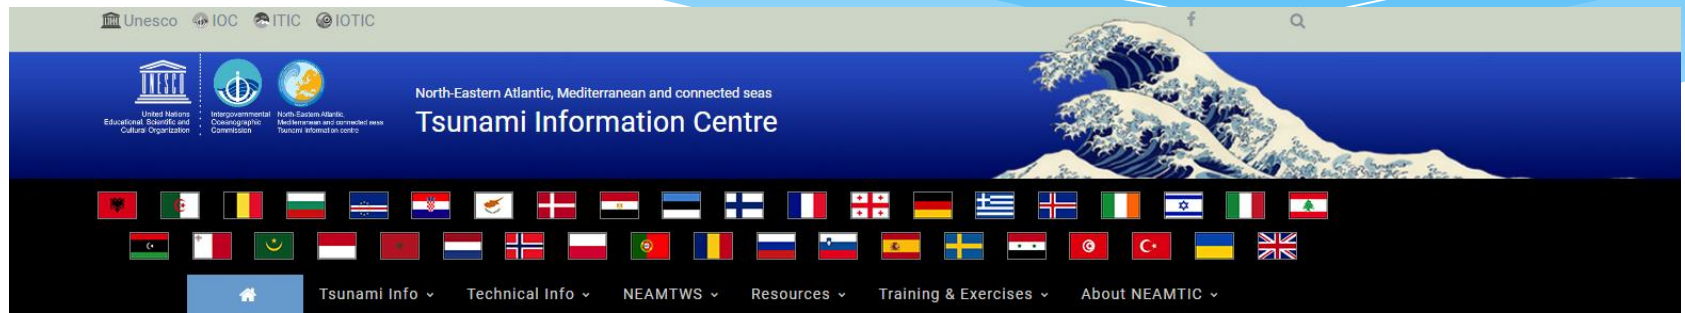 Unesco IOC ITIC IOTIC
UNESCO
United Nations
Educational, Scientific and
Cultural Organization
Intergovernmental
Oceanographic
Commission
North-Eastern Atlantic,
Mediterranean and connected seas
Tsunami Information centre
North-Eastern Atlantic, Mediterranean and connected seas
Tsunami Information Centre
Tsunami Info Technical Info NEAMTWS Resources Training & Exercises About NEAMTIC